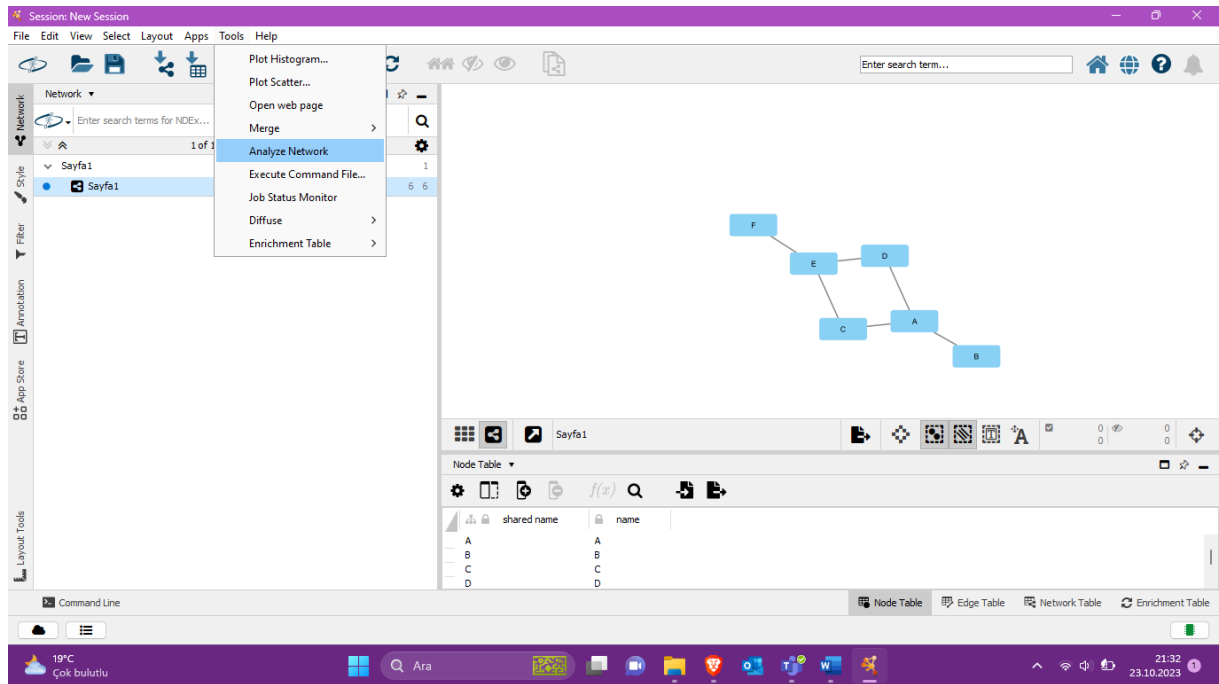 Session: New Session
File Edit View Select Layout Apps Tools Help
Enter search term...
Network
Enter search terms for NDEx...
1 of 1
Sayfa1 1
Sayfa1 6 6
Plot Histogram...
Plot Scatter...
Open web page
Merge
Analyze Network
Execute Command File...
Job Status Monitor
Diffuse
Enrichment Table
Network
Style
Filter
Annotation
App Store
Layout Tools
F
E
D
C
A
B
Sayfa1
0 0
0 0
Node Table
f(x)
shared name name
A A
B B
C C
D D
Command Line
Node Table Edge Table Network Table Enrichment Table
19°C
Çok bulutlu
Ara
21:32
23.10.2023
1